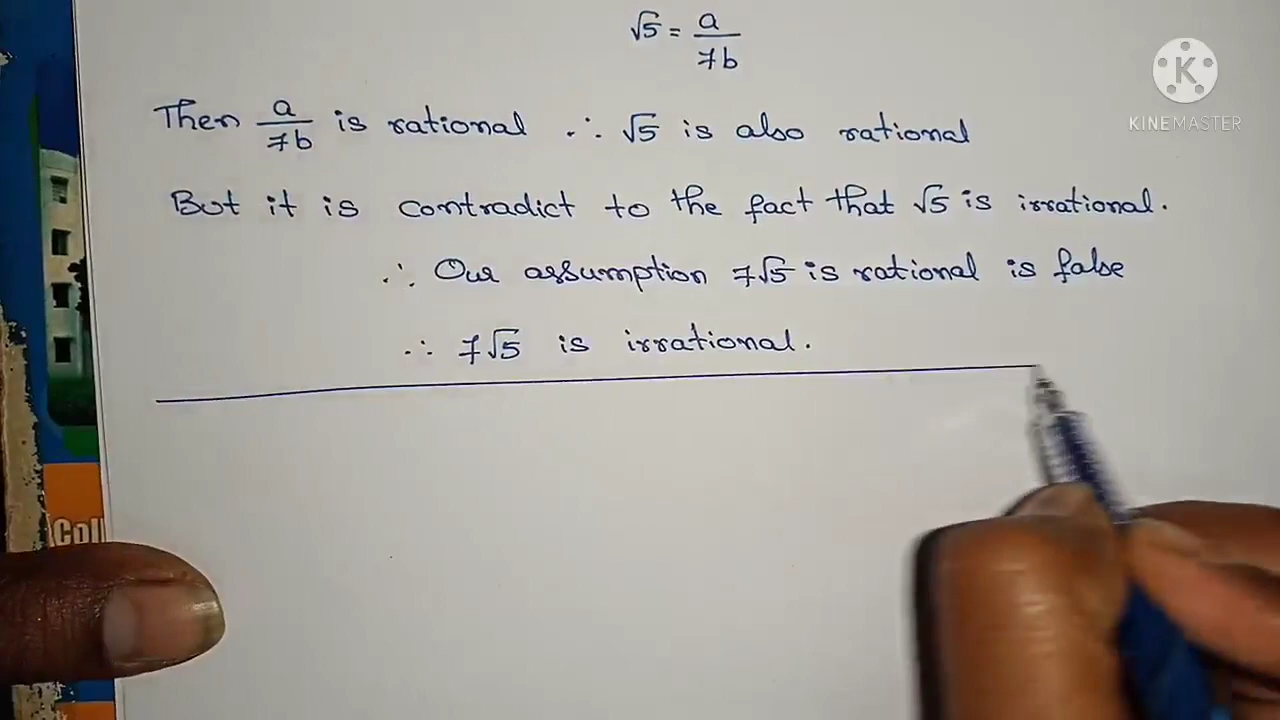 √5 = a/7b
Then a/7b is rational ∴ √5 is also rational
But it is contradict to the fact that √5 is irrational.
∴ Our assumption 7√5 is rational is false
∴ 7√5 is irrational.
K
KINEMASTER
Coll